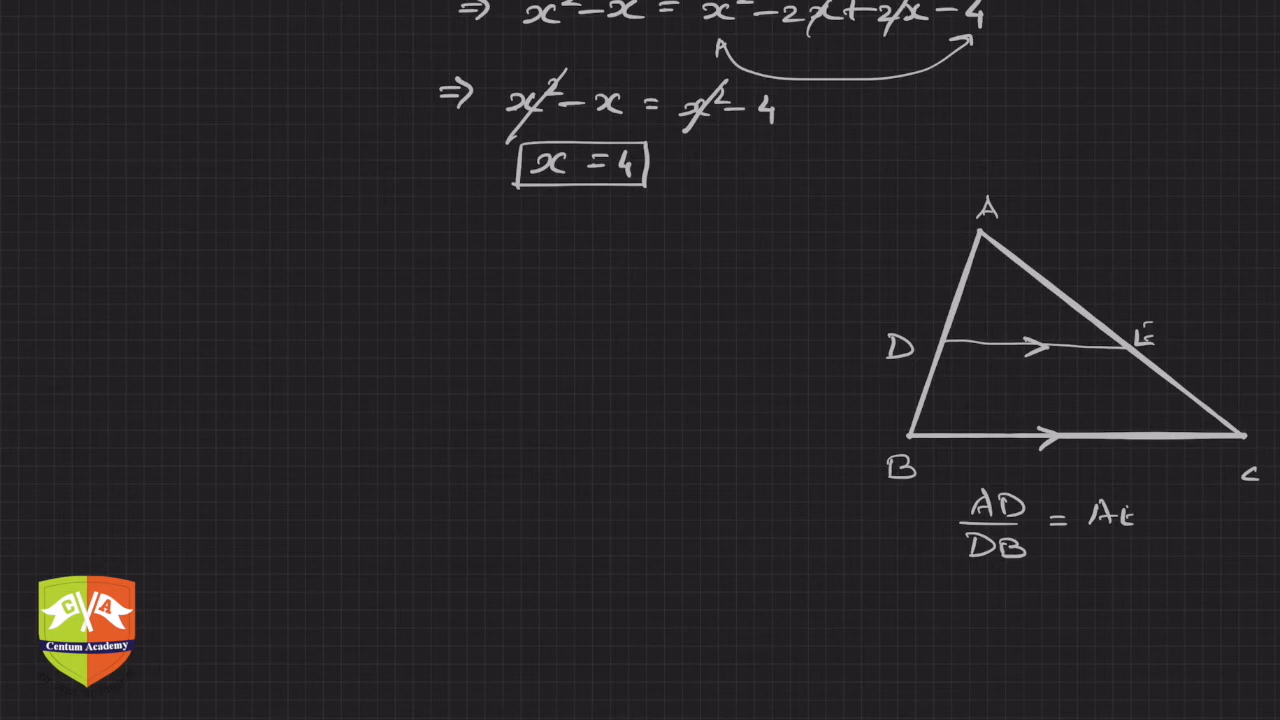 ⇒ x² - x = x² - 2x + 2x - 4
⇒ x² - x = x² - 4
x = 4
A
D E
B C
AD/DB = AE
C A
Centum Academy